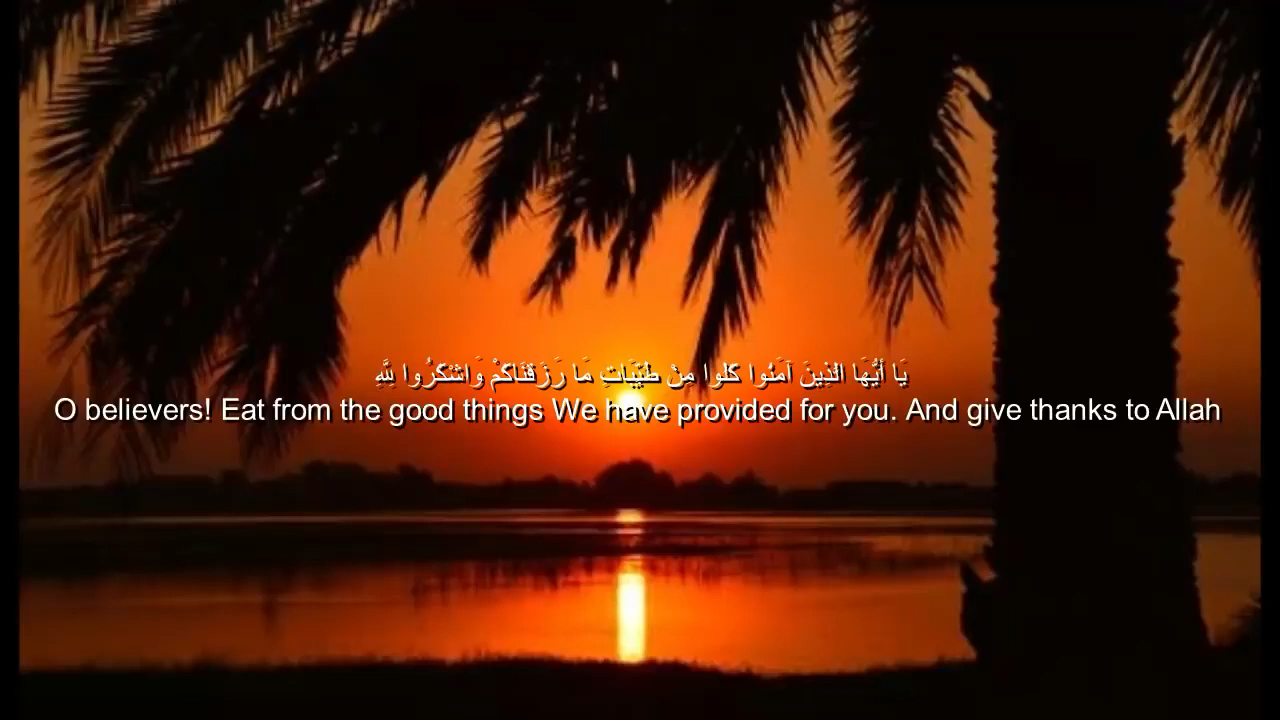 يَا أَيُّهَا الَّذِينَ آمَنُوا كُلُوا مِنْ طَيِّبَاتِ مَا رَزَقْنَاكُمْ وَاشْكُرُوا لِلَّهِ
O believers! Eat from the good things We have provided for you. And give thanks to Allah